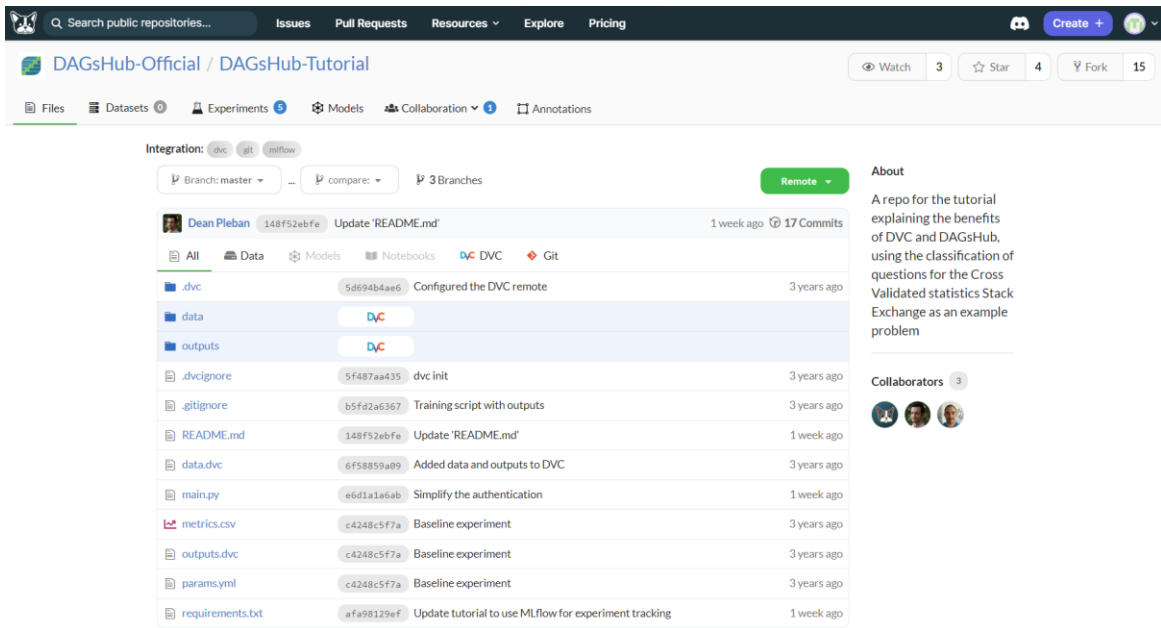 Search public repositories... Issues Pull Requests Resources Explore Pricing Create +
DAGsHub-Official / DAGsHub-Tutorial Watch 3 Star 4 Fork 15
Files Datasets 0 Experiments 5 Models Collaboration 1 Annotations
Integration: dvc git mlflow
Branch: master ... compare: 3 Branches Remote
Dean Pleban 148f52ebfe Update 'README.md' 1 week ago 17 Commits
All Data Models Notebooks DVC DVC Git
.dvc 5d694b4ae6 Configured the DVC remote 3 years ago
data DVC
outputs DVC
.dvcignore 5f487aa435 dvc init 3 years ago
.gitignore b5fd2a6367 Training script with outputs 3 years ago
README.md 148f52ebfe Update 'README.md' 1 week ago
data.dvc 6f58859a09 Added data and outputs to DVC 3 years ago
main.py e6d1a1a6ab Simplify the authentication 1 week ago
metrics.csv c4248c5f7a Baseline experiment 3 years ago
outputs.dvc c4248c5f7a Baseline experiment 3 years ago
params.yml c4248c5f7a Baseline experiment 3 years ago
requirements.txt afa98129ef Update tutorial to use MLflow for experiment tracking 1 week ago
About
A repo for the tutorial
explaining the benefits
of DVC and DAGsHub,
using the classification of
questions for the Cross
Validated statistics Stack
Exchange as an example
problem
Collaborators 3